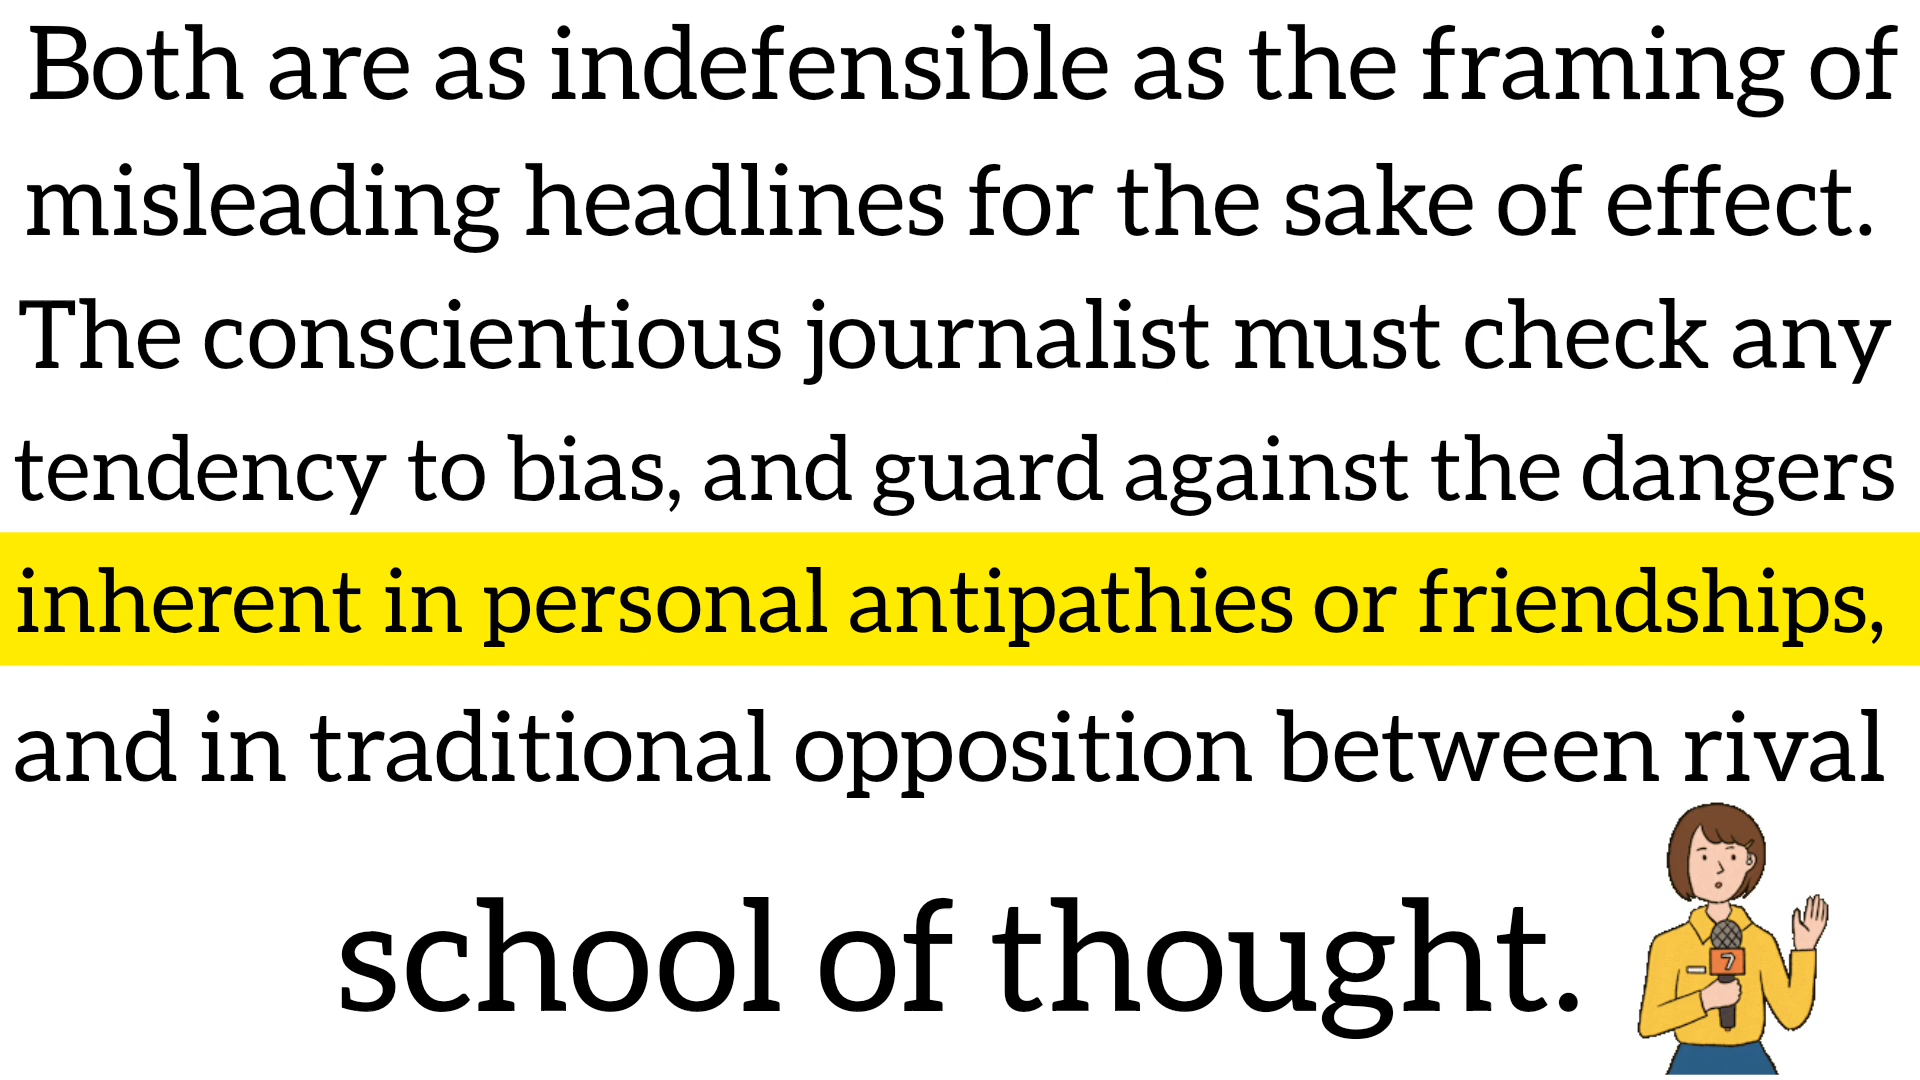 Both are as indefensible as the framing of
misleading headlines for the sake of effect.
The conscientious journalist must check any
tendency to bias, and guard against the dangers
inherent in personal antipathies or friendships,
and in traditional opposition between rival
school of thought.
7